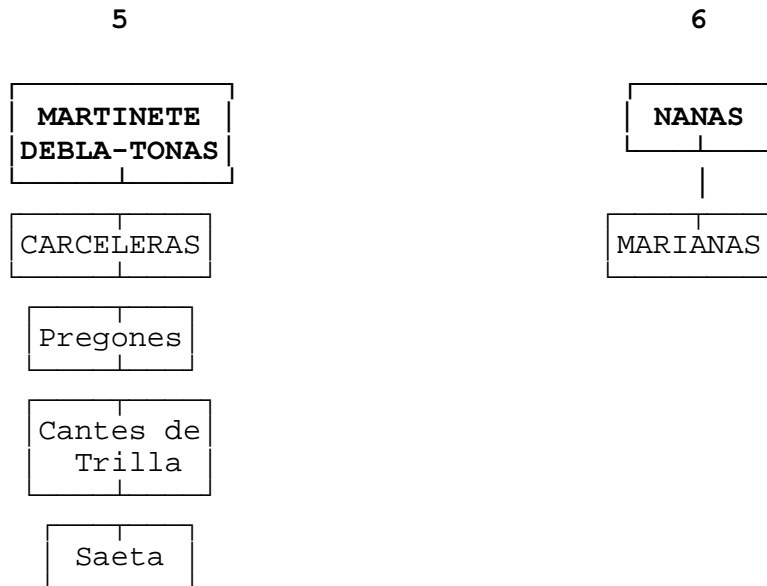 5
MARTINETE
DEBLA-TONAS
CARCELERAS
Pregones
Cantes de
Trilla
Saeta
6
NANAS
MARIANAS